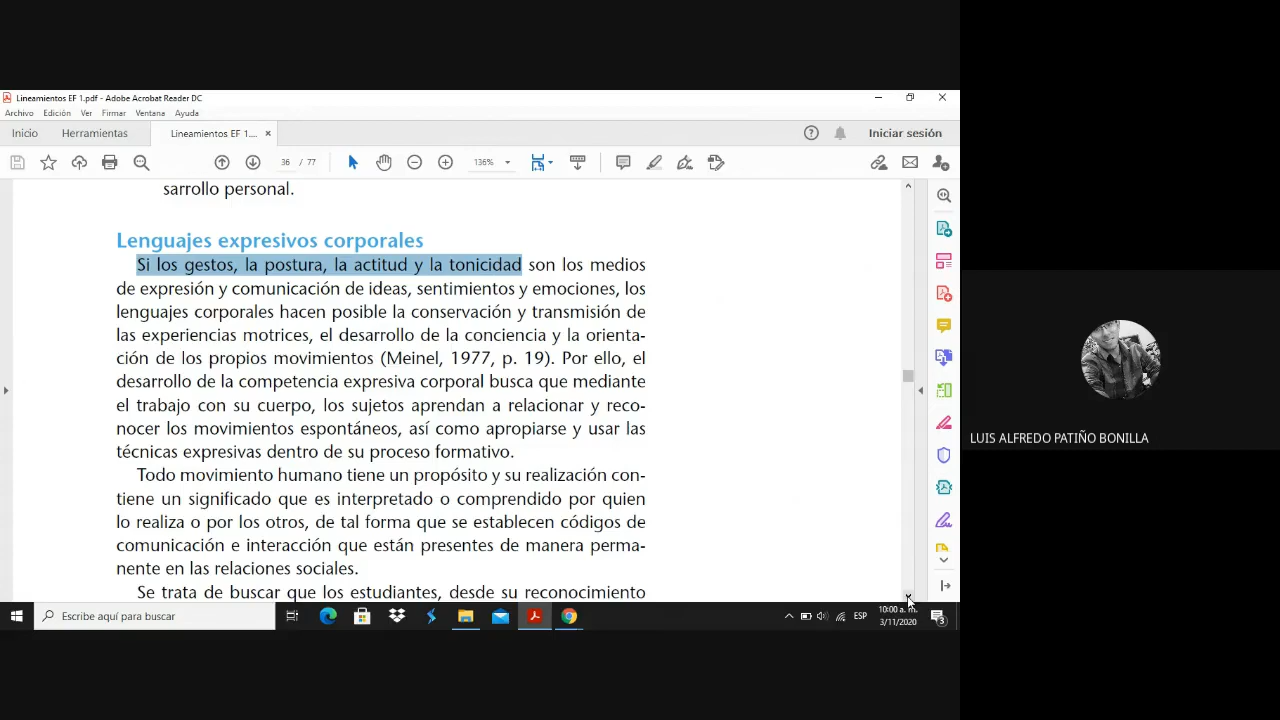 Lineamientos EF 1.pdf - Adobe Acrobat Reader DC
Archivo Edición Ver Firmar Ventana Ayuda
Inicio Herramientas Lineamientos EF 1.... × Iniciar sesión
36 / 77 136%
sarrollo personal.
Lenguajes expresivos corporales
Si los gestos, la postura, la actitud y la tonicidad son los medios
de expresión y comunicación de ideas, sentimientos y emociones, los
lenguajes corporales hacen posible la conservación y transmisión de
las experiencias motrices, el desarrollo de la conciencia y la orienta-
ción de los propios movimientos (Meinel, 1977, p. 19). Por ello, el
desarrollo de la competencia expresiva corporal busca que mediante
el trabajo con su cuerpo, los sujetos aprendan a relacionar y reco-
nocer los movimientos espontáneos, así como apropiarse y usar las
técnicas expresivas dentro de su proceso formativo.
Todo movimiento humano tiene un propósito y su realización con-
tiene un significado que es interpretado o comprendido por quien
lo realiza o por los otros, de tal forma que se establecen códigos de
comunicación e interacción que están presentes de manera perma-
nente en las relaciones sociales.
Se trata de buscar que los estudiantes, desde su reconocimiento
LUIS ALFREDO PATIÑO BONILLA
Escribe aquí para buscar
ESP
10:00 a. m.
3/11/2020
3